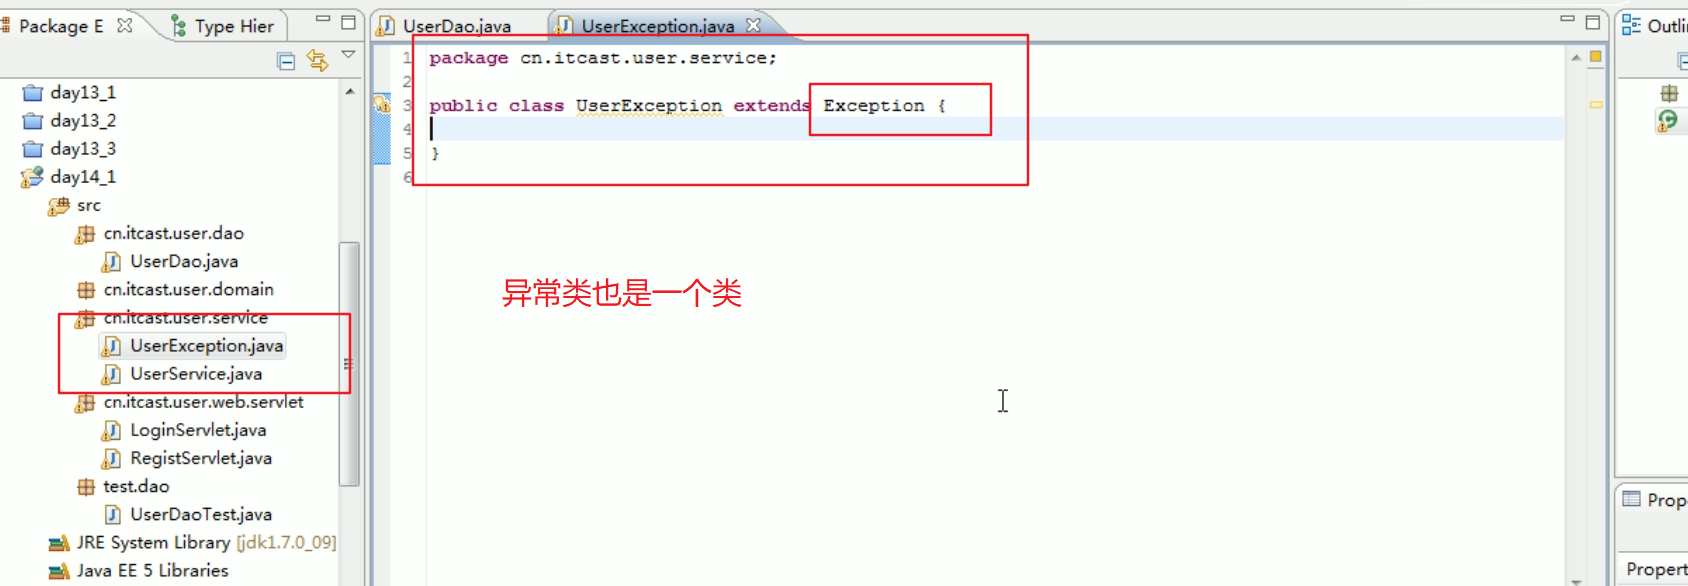 Package E
Type Hier
day13_1
day13_2
day13_3
day14_1
src
cn.itcast.user.dao
UserDao.java
cn.itcast.user.domain
cn.itcast.user.service
UserException.java
UserService.java
cn.itcast.user.web.servlet
LoginServlet.java
RegistServlet.java
test.dao
UserDaoTest.java
JRE System Library [jdk1.7.0_09]
Java EE 5 Libraries
UserDao.java
UserException.java
1 package cn.itcast.user.service;
2
3 public class UserException extends Exception {
4
5 }
6
异常类也是一个类
Outli
Prope
Propert